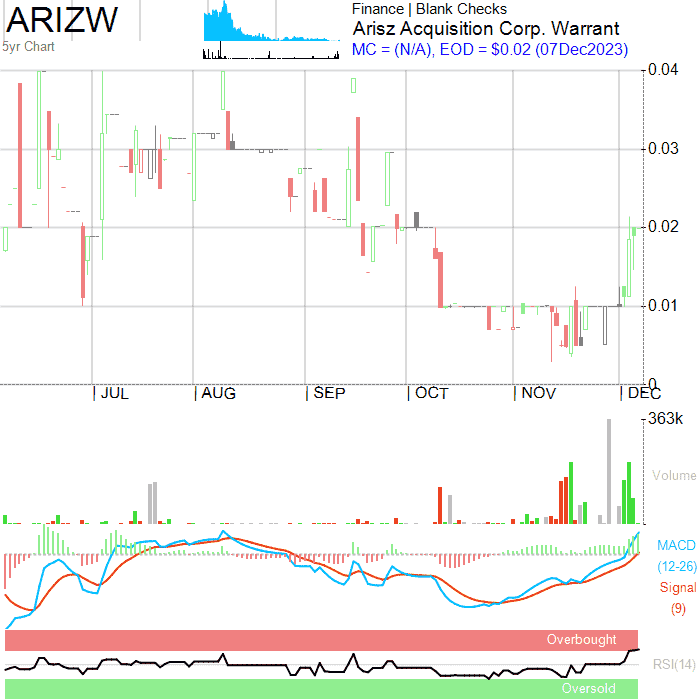 ARIZW
5yr Chart
Finance | Blank Checks
Arisz Acquisition Corp. Warrant
MC = (N/A), EOD = $0.02 (07Dec2023)
0.04
0.03
0.02
0.01
0
JUL
AUG
SEP
OCT
NOV
DEC
363k
Volume
MACD
(12-26)
Signal
(9)
Overbought
RSI(14)
Oversold